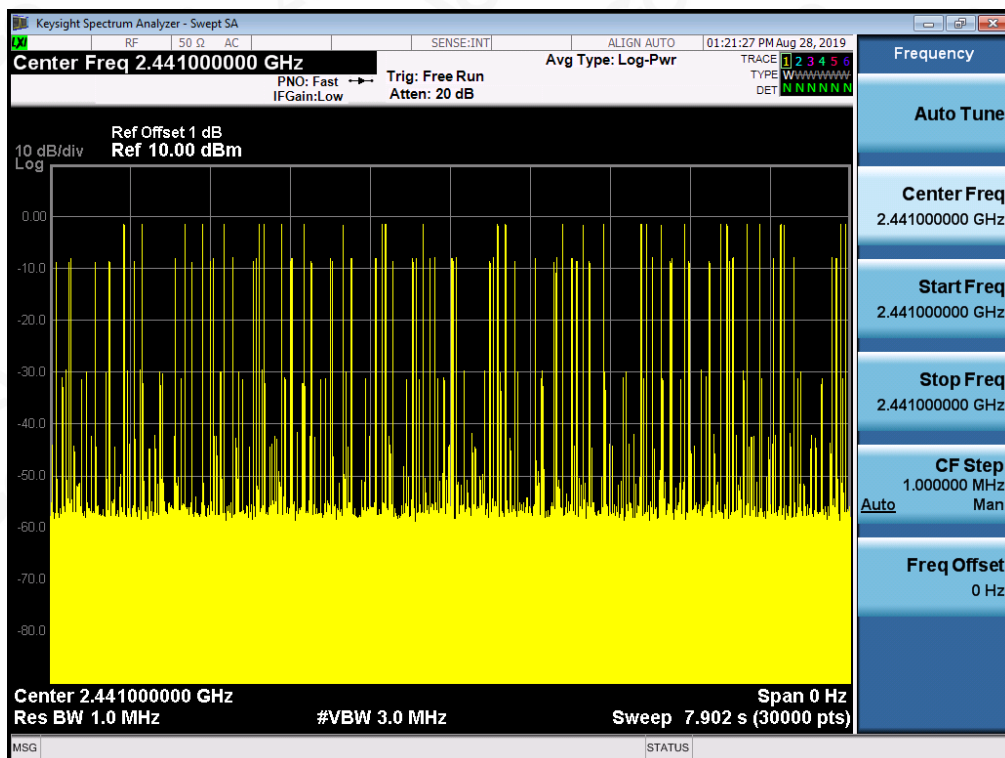 Keysight Spectrum Analyzer - Swept SA
LXI RF 50 Ω AC SENSE:INT ALIGN AUTO 01:21:27 PM Aug 28, 2019
Center Freq 2.441000000 GHz
PNO: Fast
IFGain:Low
Trig: Free Run
Atten: 20 dB
Avg Type: Log-Pwr
TRACE 1 2 3 4 5 6
TYPE WWWWWW
DET N N N N N N
Ref Offset 1 dB
10 dB/div Ref 10.00 dBm
Log
0.00
-10.0
-20.0
-30.0
-40.0
-50.0
-60.0
-70.0
-80.0
Center 2.441000000 GHz Span 0 Hz
Res BW 1.0 MHz #VBW 3.0 MHz Sweep 7.902 s (30000 pts)
MSG STATUS
Frequency
Auto Tune
Center Freq
2.441000000 GHz
Start Freq
2.441000000 GHz
Stop Freq
2.441000000 GHz
CF Step
1.000000 MHz
Auto Man
Freq Offset
0 Hz